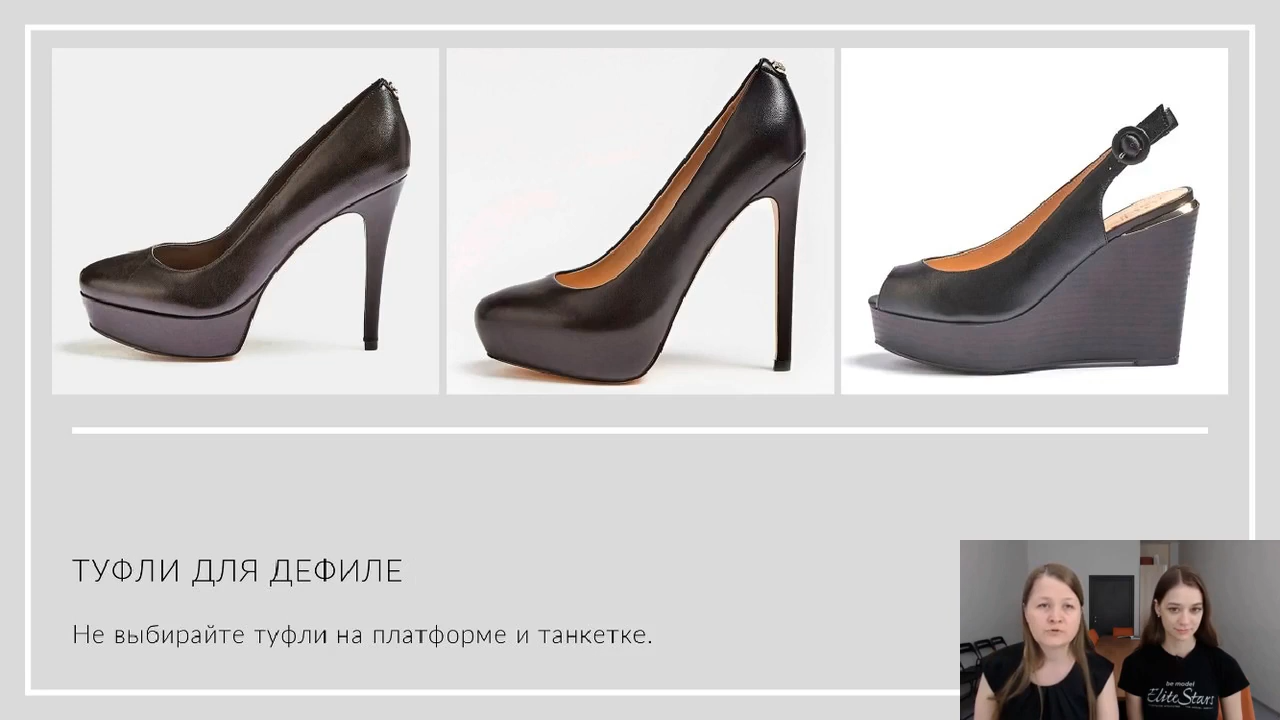 ТУФЛИ ДЛЯ ДЕФИЛЕ
Не выбирайте туфли на платформе и танкетке.
be model
Elite Stars